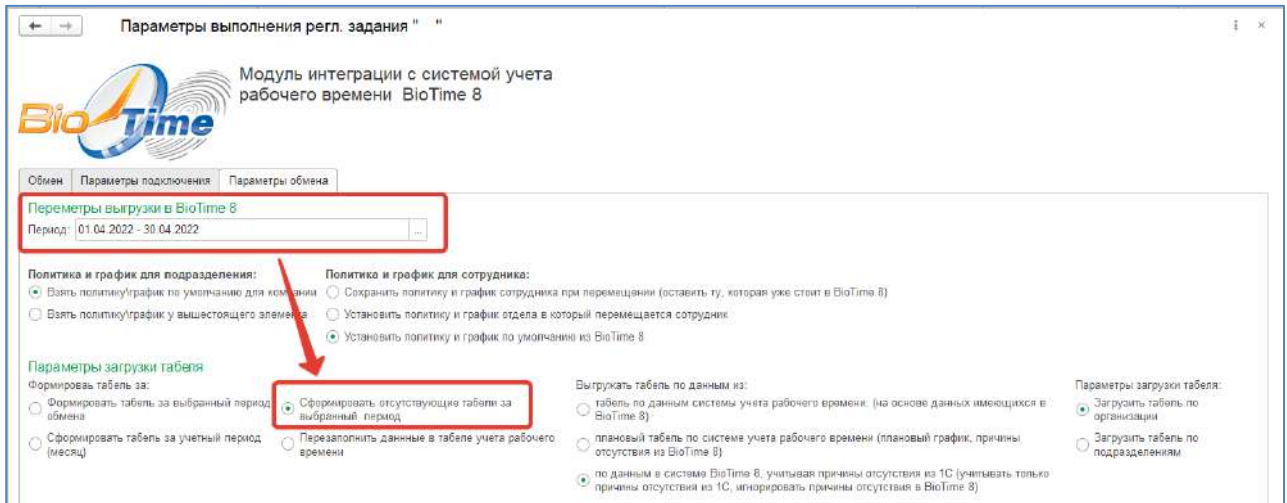 Параметры выполнения регл. задания " "
Модуль интеграции с системой учета
рабочего времени BioTime 8
BioTime
Обмен Параметры подключения Параметры обмена
Переметры выгрузки в BioTime 8
Период: 01.04.2022 - 30.04.2022 ...
Политика и график для подразделения: Политика и график для сотрудника:
Взять политику\график по умолчанию для компании Сохранить политику и график сотрудника при перемещении (оставить ту, которая уже стоит в BioTime 8)
Взять политику\график у вышестоящего элемента Установить политику и график отдела в который перемещается сотрудник
Установить политику и график по умолчанию из BioTime 8
Параметры загрузки табеля
Формироваь табель за: Выгружать табель по данным из: Параметры загрузки табеля:
Формировать табель за выбранный период Сформировать отсутствующие табели за табель по данным системы учета рабочего времени. (на основе данных имеющихся в Загрузить табель по
обмена выбранный период BioTime 8) организации
Сформировать табель за учетный период Перезаполнить даннные в табеле учета рабочего плановый табель по системе учета рабочего времени (плановый график, причины Загрузить табель по
(месяц) времени отсутствия из BioTime 8) подразделениям
по данным в системе BioTime 8, учитывая причины отсутствия из 1С (учитывать только
причины отсутствия из 1С, игнорировать причины отсутствия в BioTime 8)